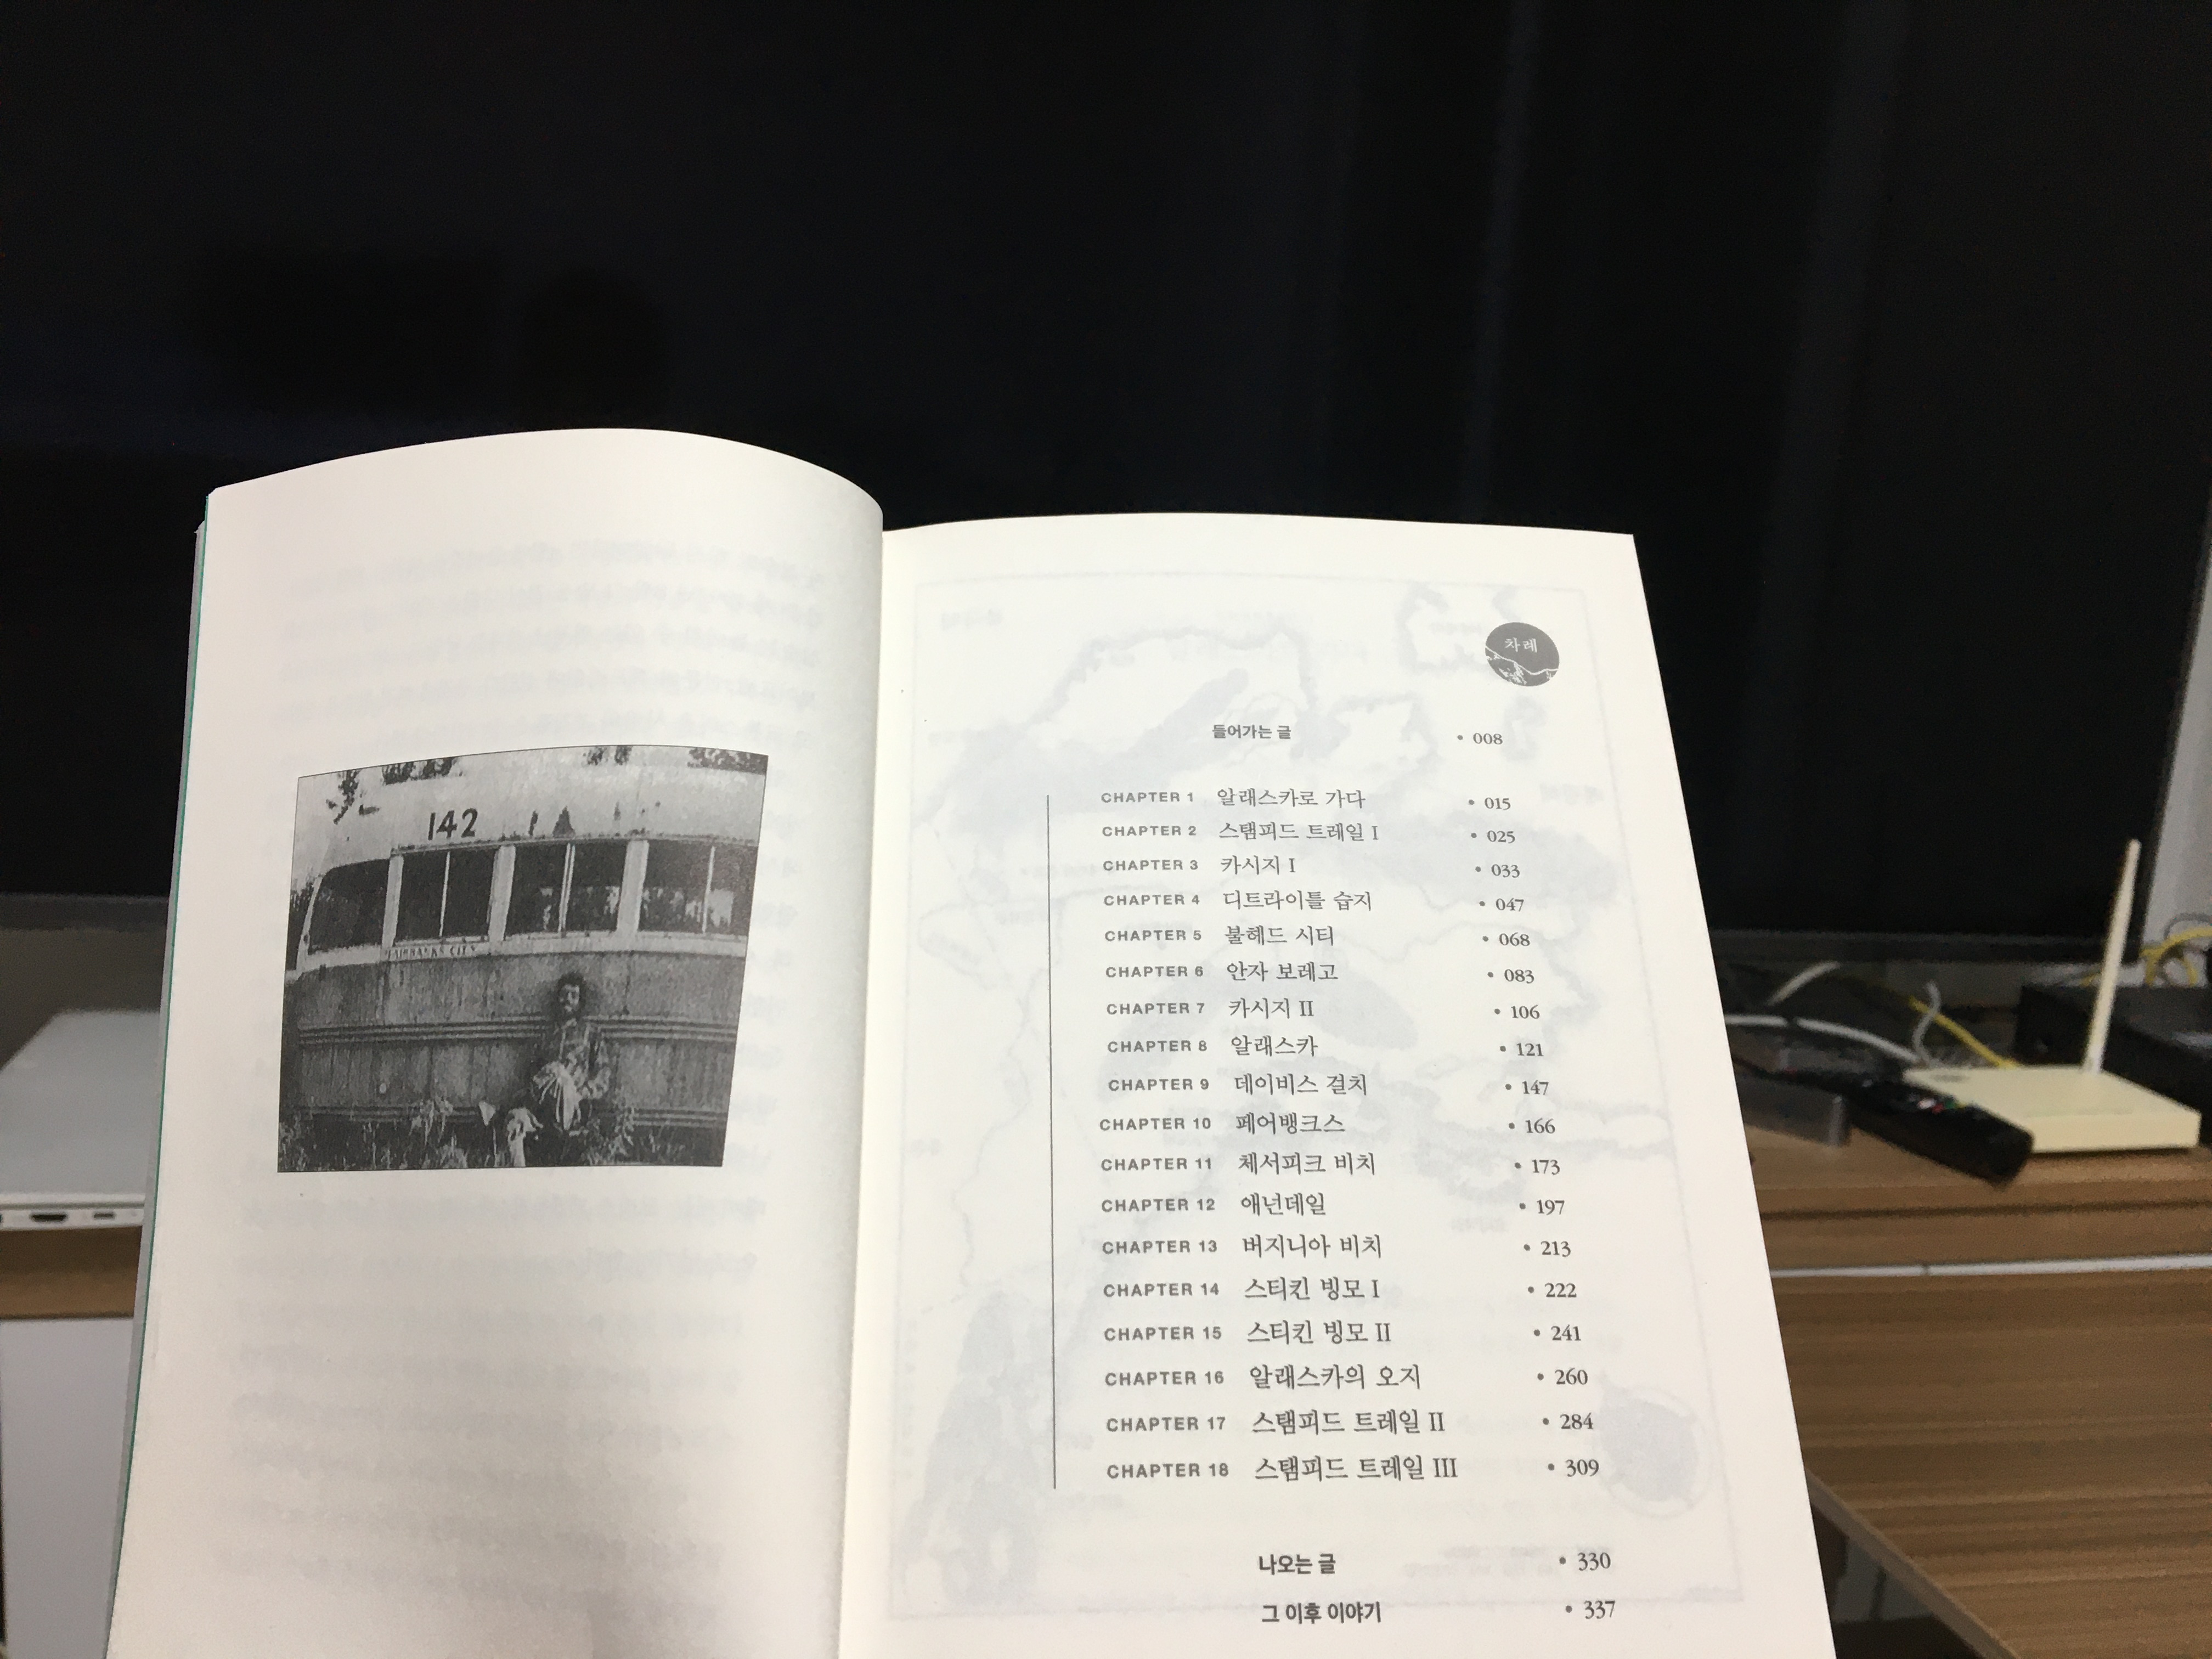 142
FAIRBANKS CITY
차례
들어가는 글 • 008
CHAPTER 1 알래스카로 가다 • 015
CHAPTER 2 스탬피드 트레일 I • 025
CHAPTER 3 카시지 I • 033
CHAPTER 4 디트라이틀 습지 • 047
CHAPTER 5 불헤드 시티 • 068
CHAPTER 6 안자 보레고 • 083
CHAPTER 7 카시지 II • 106
CHAPTER 8 알래스카 • 121
CHAPTER 9 데이비스 걸치 • 147
CHAPTER 10 페어뱅크스 • 166
CHAPTER 11 체서피크 비치 • 173
CHAPTER 12 애넌데일 • 197
CHAPTER 13 버지니아 비치 • 213
CHAPTER 14 스티킨 빙모 I • 222
CHAPTER 15 스티킨 빙모 II • 241
CHAPTER 16 알래스카의 오지 • 260
CHAPTER 17 스탬피드 트레일 II • 284
CHAPTER 18 스탬피드 트레일 III • 309
나오는 글 • 330
그 이후 이야기 • 337